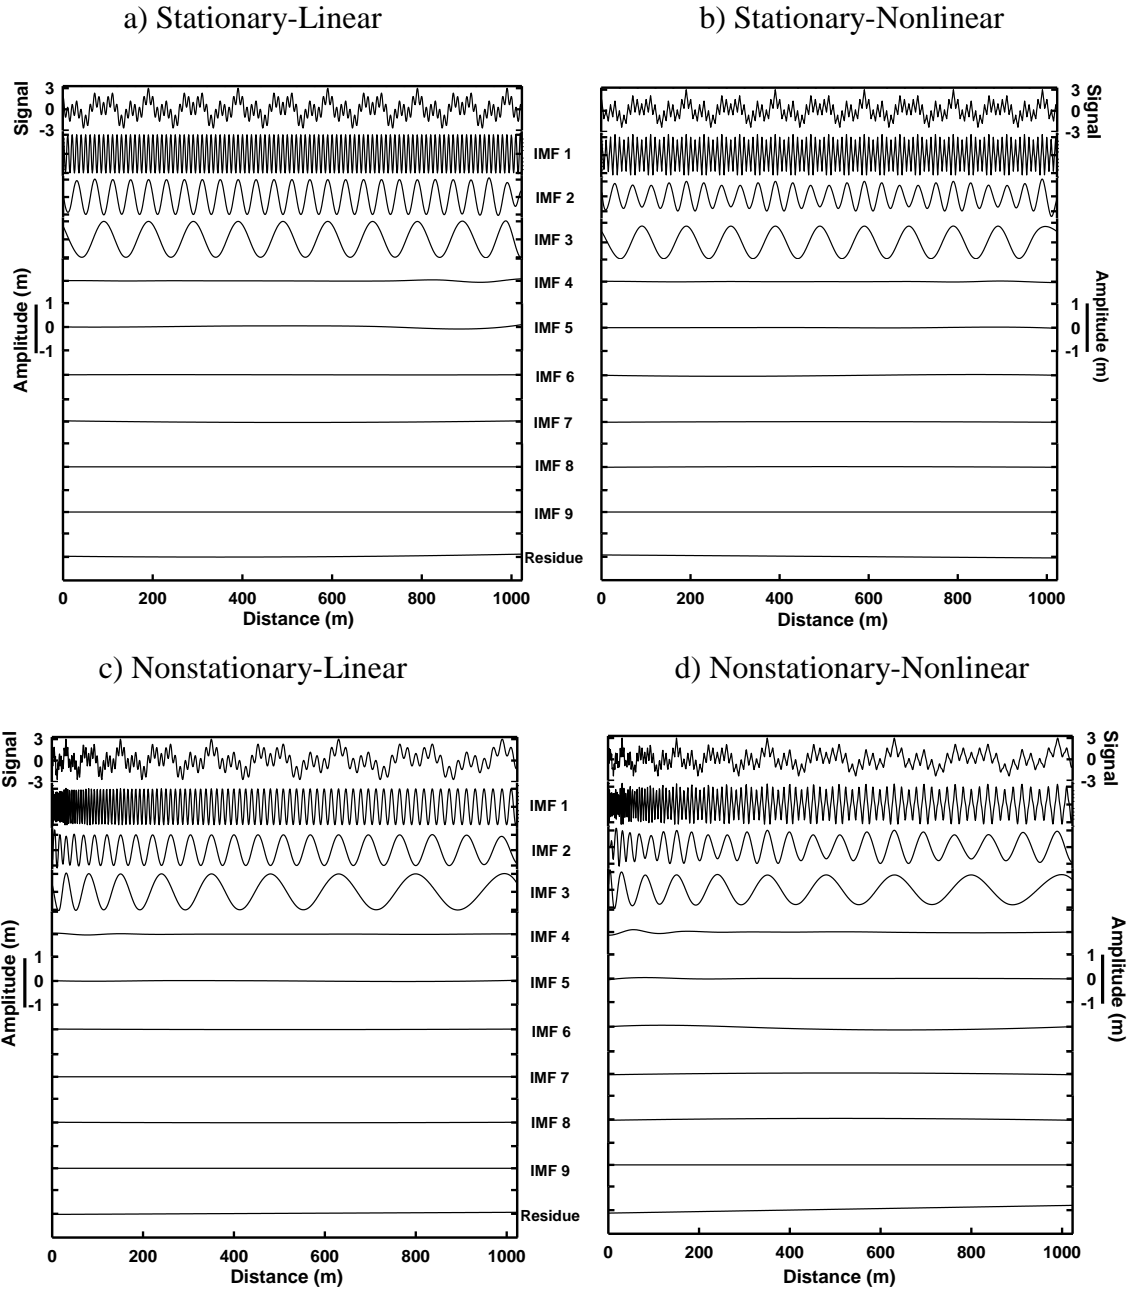 a) Stationary-Linear
b) Stationary-Nonlinear
Signal
3
0
-3
3
0
-3
Signal
IMF 1
IMF 2
IMF 3
IMF 4
IMF 5
IMF 6
IMF 7
IMF 8
IMF 9
Residue
Amplitude (m)
1
0
-1
1
0
-1
Amplitude (m)
0 200 400 600 800 1000
Distance (m)
0 200 400 600 800 1000
Distance (m)
c) Nonstationary-Linear
d) Nonstationary-Nonlinear
Signal
3
0
-3
3
0
-3
Signal
IMF 1
IMF 2
IMF 3
IMF 4
IMF 5
IMF 6
IMF 7
IMF 8
IMF 9
Residue
Amplitude (m)
1
0
-1
1
0
-1
Amplitude (m)
0 200 400 600 800 1000
Distance (m)
0 200 400 600 800 1000
Distance (m)